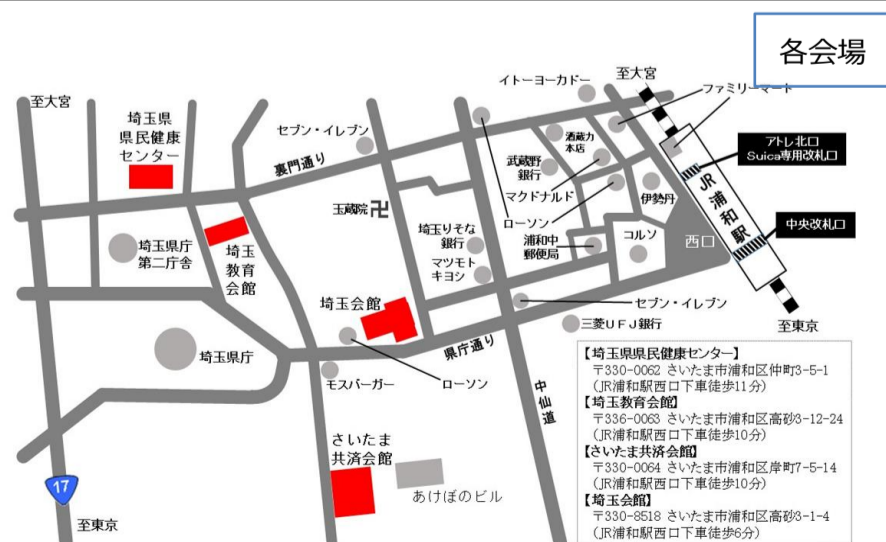 各会場
至大宮
埼玉県
県民健康
センター
セブン・イレブン
イトーヨーカドー
至大宮
ファミリーマート
酒蔵力
本店
アトレ北口
Suica専用改札口
裏門通り
武蔵野
銀行
マクドナルド
伊勢丹
JR浦和駅
玉蔵院
卍
ローソン
中央改札口
埼玉県庁
第二庁舎
埼玉
教育
会館
埼玉りそな
銀行
浦和中
郵便局
コルソ
西口
マツモト
キヨシ
埼玉会館
セブン・イレブン
三菱UFJ銀行
至東京
県庁通り
埼玉県庁
モスバーガー
ローソン
中仙道
さいたま
共済会館
あけぼのビル
17
至東京
【埼玉県県民健康センター】
〒330-0062 さいたま市浦和区仲町3-5-1
(JR浦和駅西口下車徒歩11分)
【埼玉教育会館】
〒336-0063 さいたま市浦和区高砂3-12-24
(JR浦和駅西口下車徒歩10分)
【さいたま共済会館】
〒330-0064 さいたま市浦和区岸町7-5-14
(JR浦和駅西口下車徒歩10分)
【埼玉会館】
〒330-8518 さいたま市浦和区高砂3-1-4
(JR浦和駅西口下車徒歩6分)